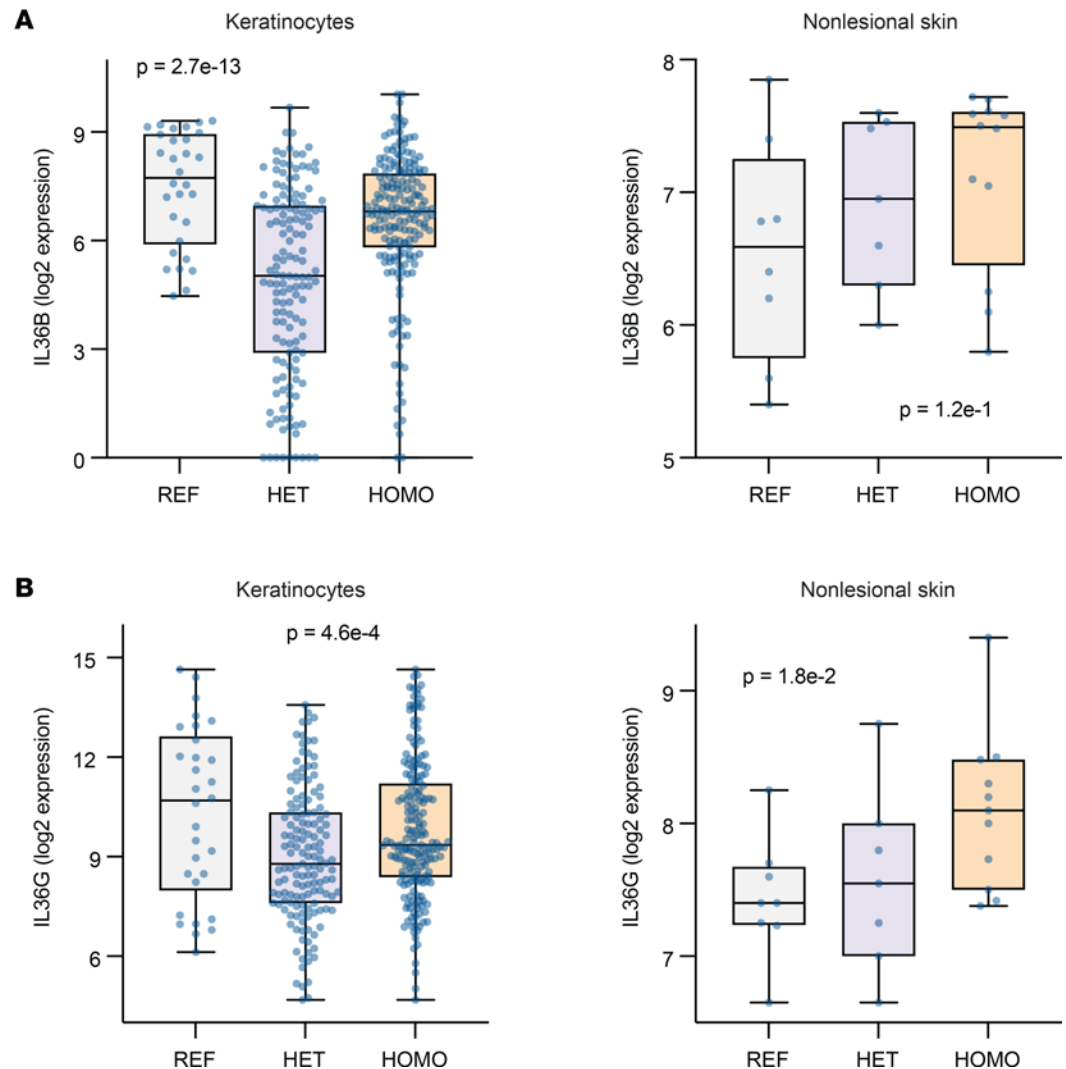 A
Keratinocytes
p = 2.7e-13
IL36B (log2 expression)
9
6
3
0
REF HET HOMO
Nonlesional skin
IL36B (log2 expression)
8
7
6
5
p = 1.2e-1
REF HET HOMO
B
Keratinocytes
p = 4.6e-4
IL36G (log2 expression)
15
12
9
6
REF HET HOMO
Nonlesional skin
p = 1.8e-2
IL36G (log2 expression)
9
8
7
REF HET HOMO